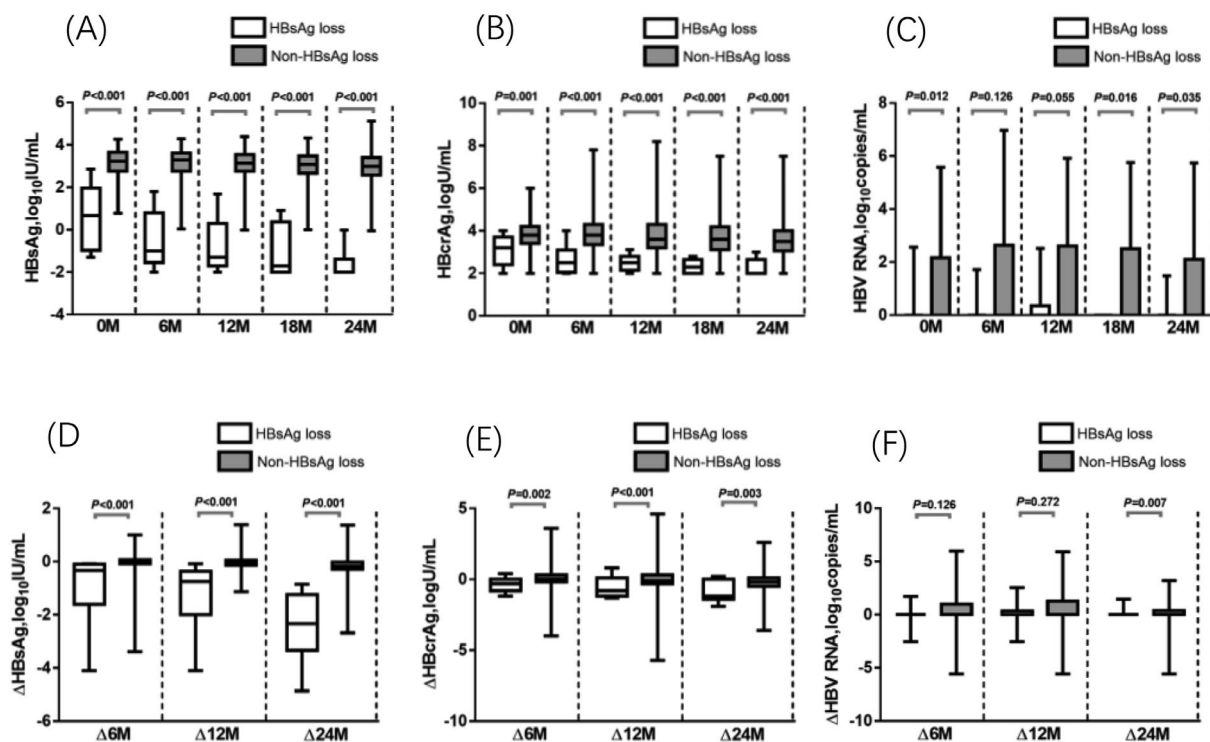 (A)
HBsAg loss
Non-HBsAg loss
P<0.001 P<0.001 P<0.001 P<0.001 P<0.001
HBsAg,log10IU/mL
6
4
2
0
-2
-4
0M 6M 12M 18M 24M
(B)
HBsAg loss
Non-HBsAg loss
P=0.001 P<0.001 P<0.001 P<0.001 P<0.001
HBcrAg,logU/mL
10
8
6
4
2
0
0M 6M 12M 18M 24M
(C)
HBsAg loss
Non-HBsAg loss
P=0.012 P=0.126 P=0.055 P=0.016 P=0.035
HBV RNA,log10copies/mL
8
6
4
2
0
0M 6M 12M 18M 24M
(D)
HBsAg loss
Non-HBsAg loss
P<0.001 P<0.001 P<0.001
ΔHBsAg,log10IU/mL
2
0
-2
-4
-6
Δ6M Δ12M Δ24M
(E)
HBsAg loss
Non-HBsAg loss
P=0.002 P<0.001 P=0.003
ΔHBcrAg,logU/mL
5
0
-5
-10
Δ6M Δ12M Δ24M
(F)
HBsAg loss
Non-HBsAg loss
P=0.126 P=0.272 P=0.007
ΔHBV RNA,log10copies/mL
10
5
0
-5
-10
Δ6M Δ12M Δ24M